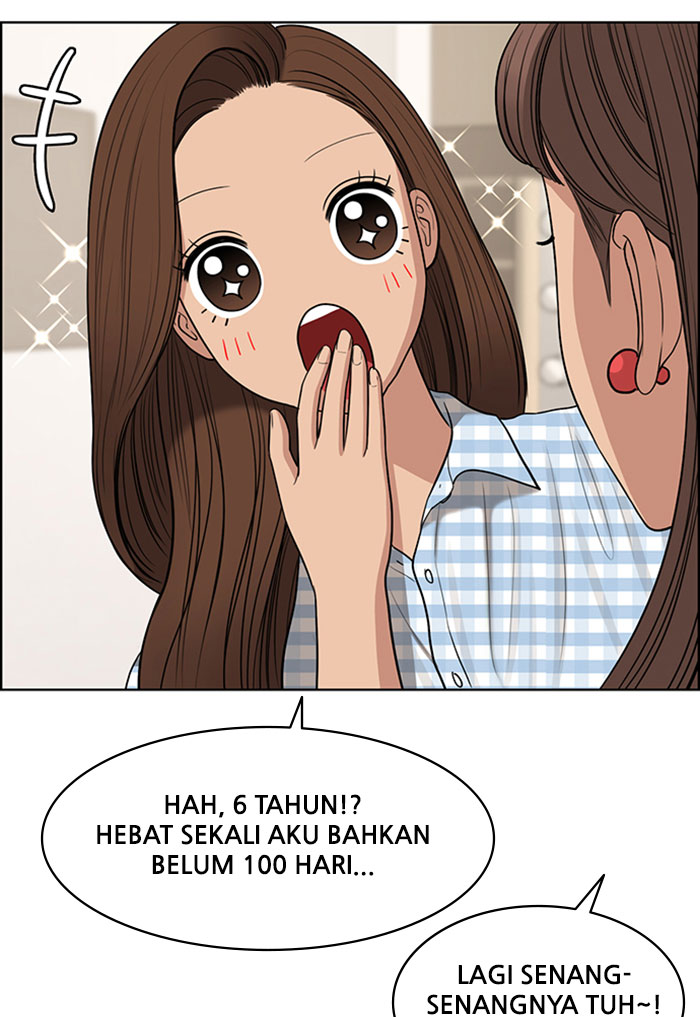 HAH, 6 TAHUN!?
HEBAT SEKALI AKU BAHKAN
BELUM 100 HARI...
LAGI SENANG-
SENANGNYA TUH~!